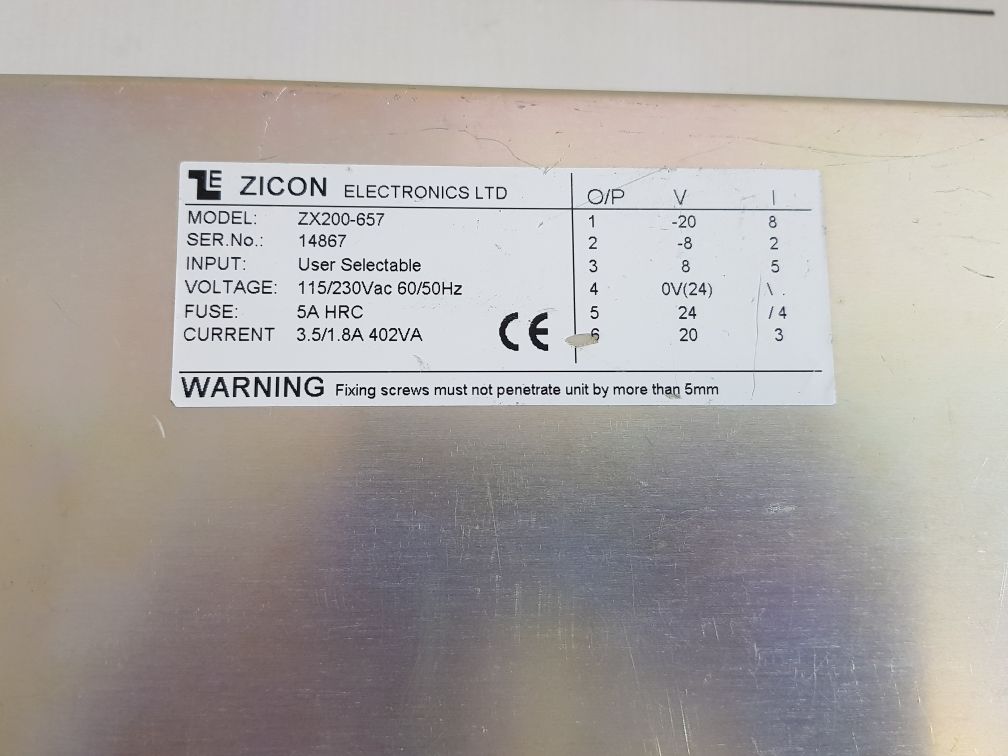 ZE ZICON ELECTRONICS LTD
MODEL: ZX200-657
SER.No.: 14867
INPUT: User Selectable
VOLTAGE: 115/230Vac 60/50Hz
FUSE: 5A HRC
CURRENT 3.5/1.8A 402VA
CE
O/P V I
1 -20 8
2 -8 2
3 8 5
4 0V(24) \ .
5 24 / 4
6 20 3
WARNING Fixing screws must not penetrate unit by more than 5mm